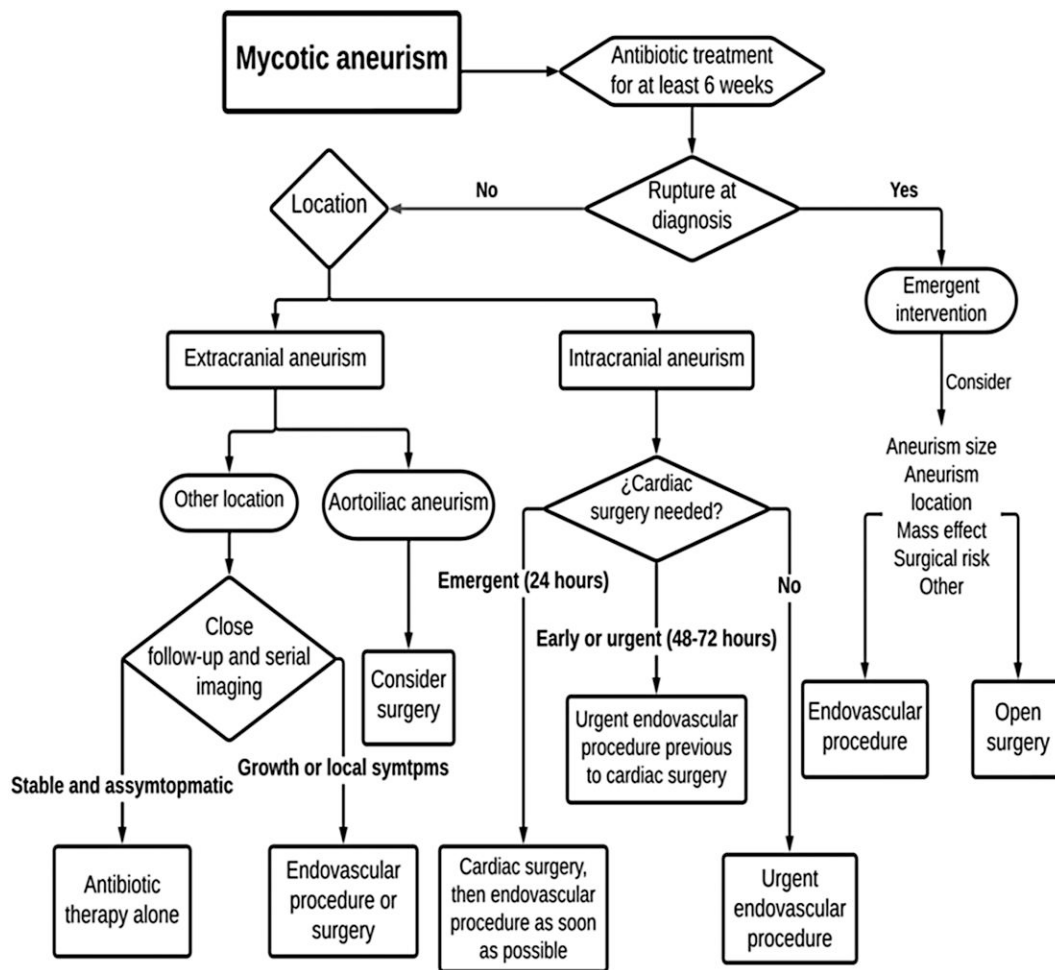 Mycotic aneurism
Antibiotic treatment
for at least 6 weeks
Rupture at
diagnosis
No
Yes
Location
Emergent
intervention
Consider
Aneurism size
Aneurism
location
Mass effect
Surgical risk
Other
Endovascular
procedure
Open
surgery
Extracranial aneurism
Intracranial aneurism
Other location
Aortoiliac aneurism
Close
follow-up and serial
imaging
Consider
surgery
Stable and assymtopmatic
Growth or local symtpms
Antibiotic
therapy alone
Endovascular
procedure or
surgery
¿Cardiac
surgery needed?
Emergent (24 hours)
Early or urgent (48-72 hours)
No
Cardiac surgery,
then endovascular
procedure as soon
as possible
Urgent endovascular
procedure previous
to cardiac surgery
Urgent
endovascular
procedure